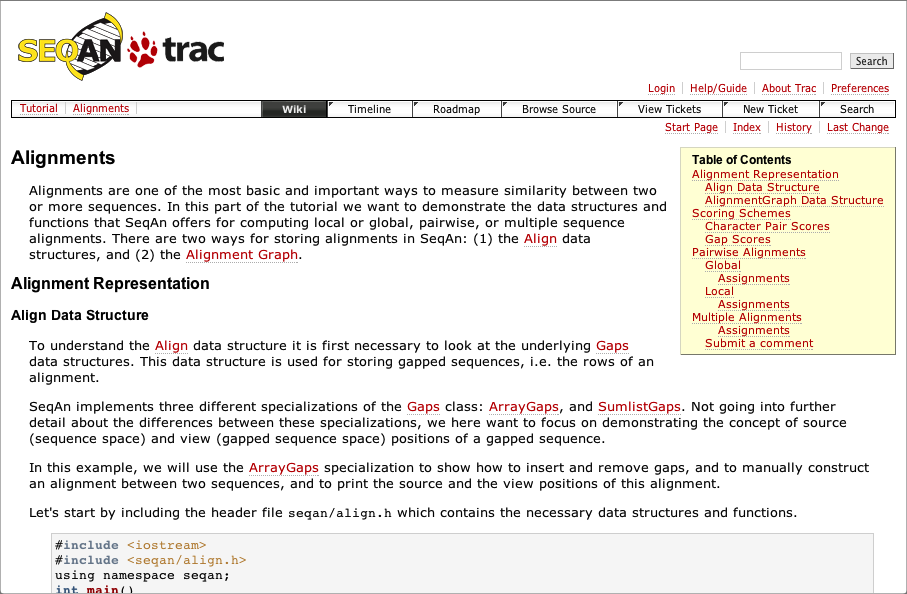 SEQAN trac
Search
Login Help/Guide About Trac Preferences
Tutorial Alignments Wiki Timeline Roadmap Browse Source View Tickets New Ticket Search
Start Page Index History Last Change
Alignments
Alignments are one of the most basic and important ways to measure similarity between two
or more sequences. In this part of the tutorial we want to demonstrate the data structures and
functions that SeqAn offers for computing local or global, pairwise, or multiple sequence
alignments. There are two ways for storing alignments in SeqAn: (1) the Align data
structures, and (2) the Alignment Graph.
Table of Contents
Alignment Representation
Align Data Structure
AlignmentGraph Data Structure
Scoring Schemes
Character Pair Scores
Gap Scores
Pairwise Alignments
Global
Assignments
Local
Assignments
Multiple Alignments
Assignments
Submit a comment
Alignment Representation
Align Data Structure
To understand the Align data structure it is first necessary to look at the underlying Gaps
data structures. This data structure is used for storing gapped sequences, i.e. the rows of an
alignment.
SeqAn implements three different specializations of the Gaps class: ArrayGaps, and SumlistGaps. Not going into further
detail about the differences between these specializations, we here want to focus on demonstrating the concept of source
(sequence space) and view (gapped sequence space) positions of a gapped sequence.
In this example, we will use the ArrayGaps specialization to show how to insert and remove gaps, and to manually construct
an alignment between two sequences, and to print the source and the view positions of this alignment.
Let's start by including the header file seqan/align.h which contains the necessary data structures and functions.
#include <iostream>
#include <seqan/align.h>
using namespace seqan;
int main()